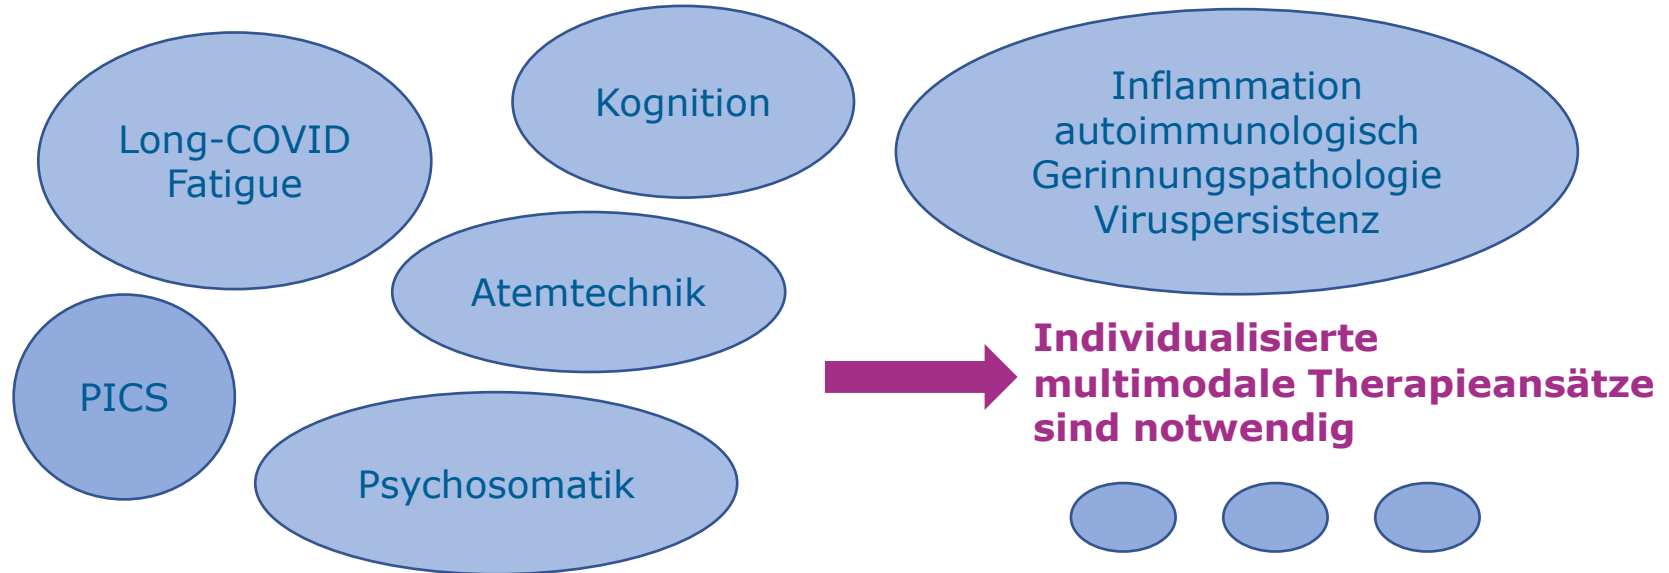 Long-COVID
Fatigue
Kognition
Inflammation
autoimmunologisch
Gerinnungspathologie
Viruspersistenz
Atemtechnik
PICS
Psychosomatik
Individualisierte
multimodale Therapieansätze
sind notwendig